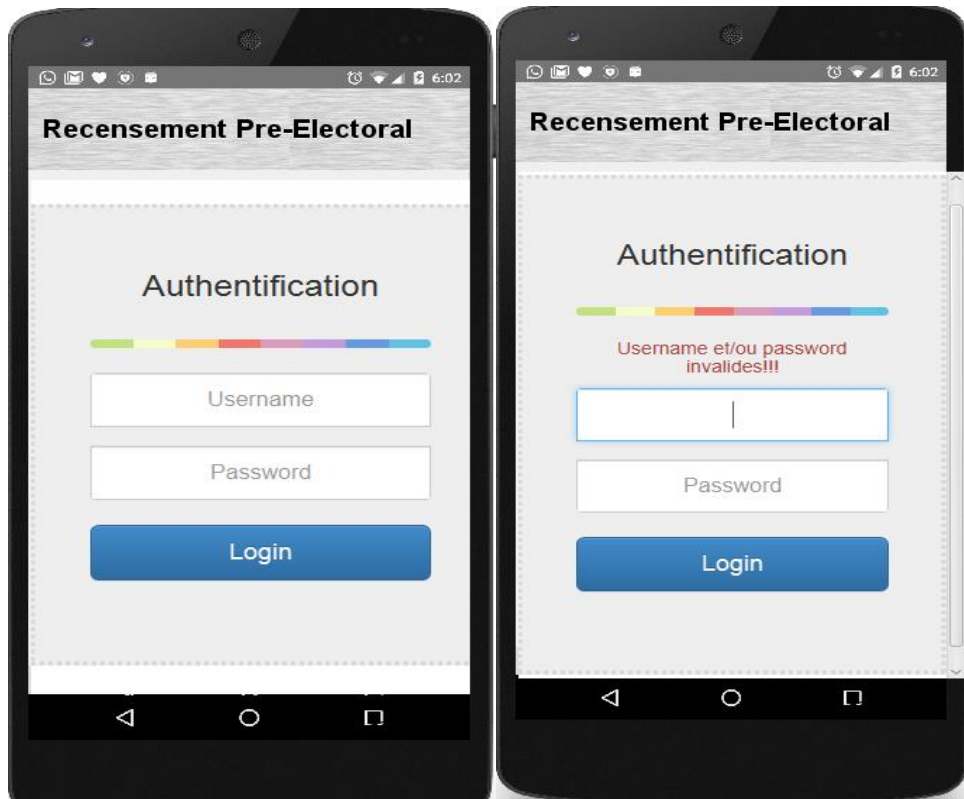 6:02
Recensement Pre-Electoral
Authentification
Username
Password
Login
6:02
Recensement Pre-Electoral
Authentification
Username et/ou password
invalides!!!
Password
Login